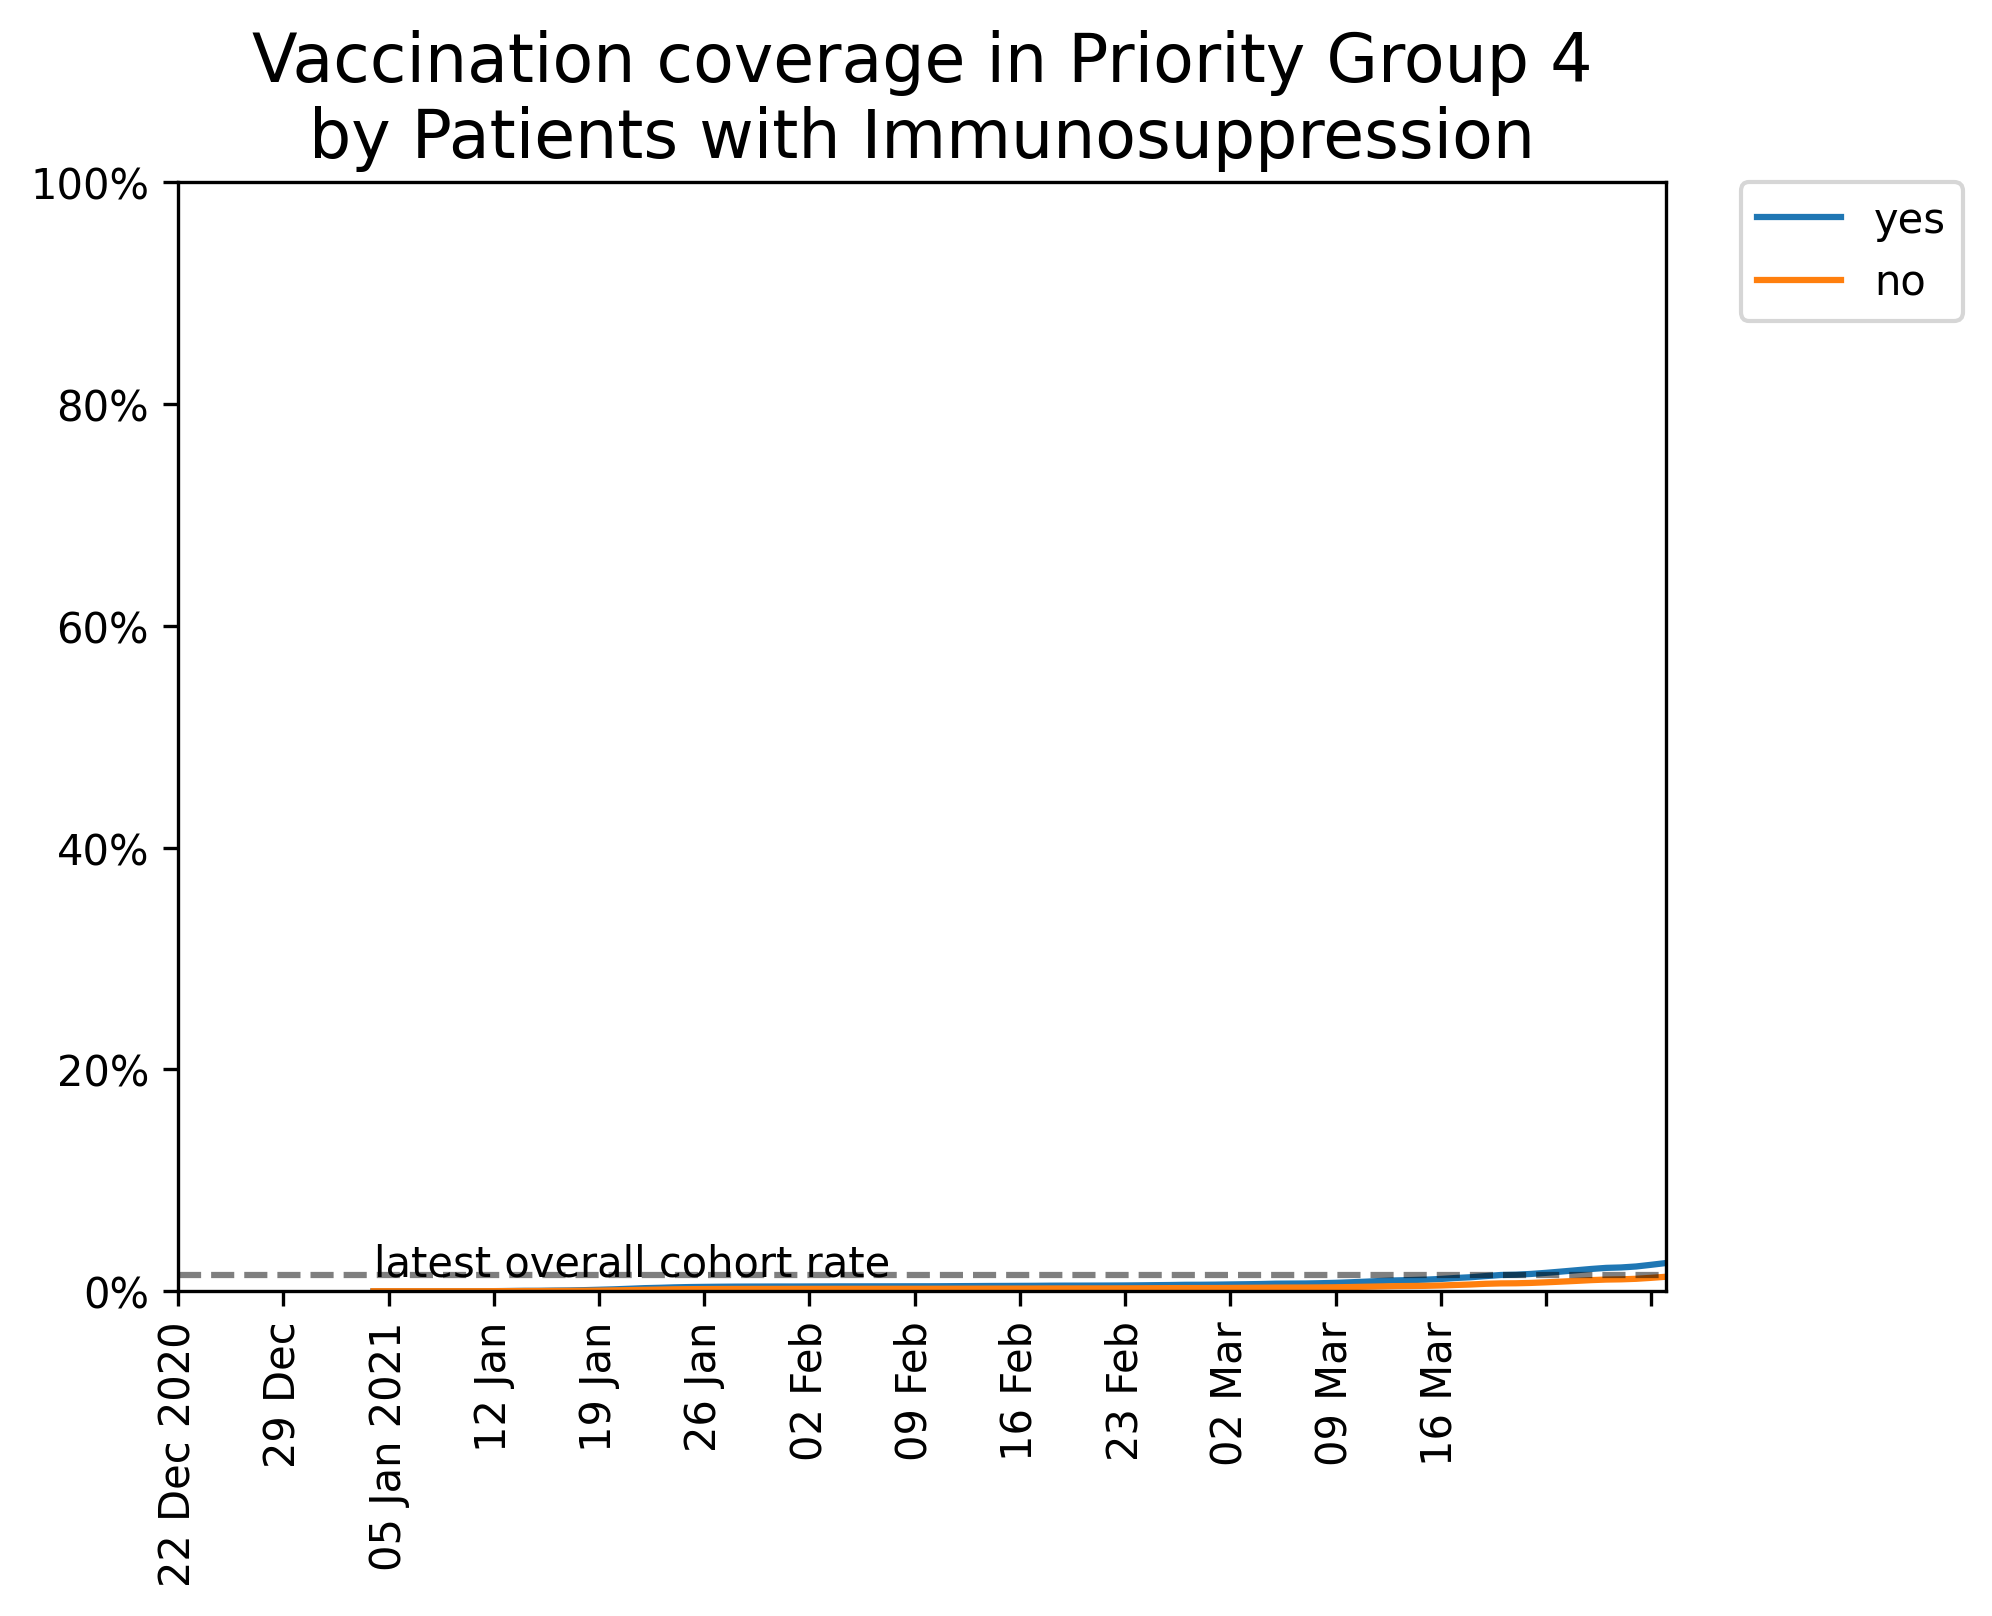 Vaccination coverage in Priority Group 4
by Patients with Immunosuppression
100%
80%
60%
40%
20%
0%
yes
no
latest overall cohort rate
22 Dec 2020
29 Dec
05 Jan 2021
12 Jan
19 Jan
26 Jan
02 Feb
09 Feb
16 Feb
23 Feb
02 Mar
09 Mar
16 Mar